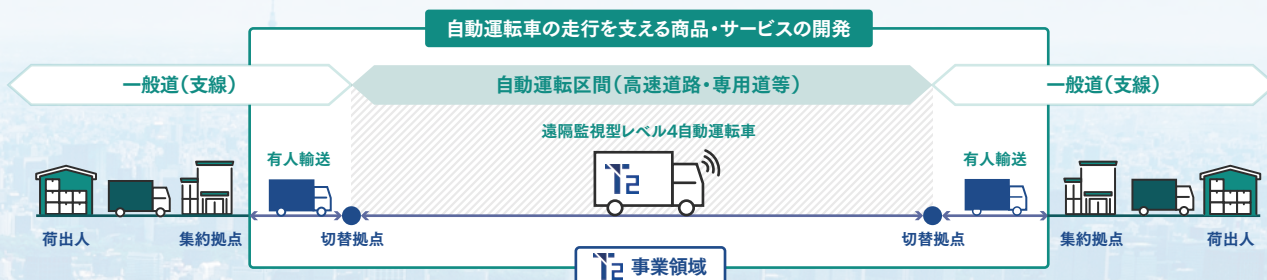 自動運転車の走行を支える商品・サービスの開発
一般道(支線)
自動運転区間(高速道路・専用道等)
一般道(支線)
遠隔監視型レベル4自動運転車
有人輸送
T2
有人輸送
荷出人
集約拠点
切替拠点
切替拠点
集約拠点
荷出人
T2 事業領域